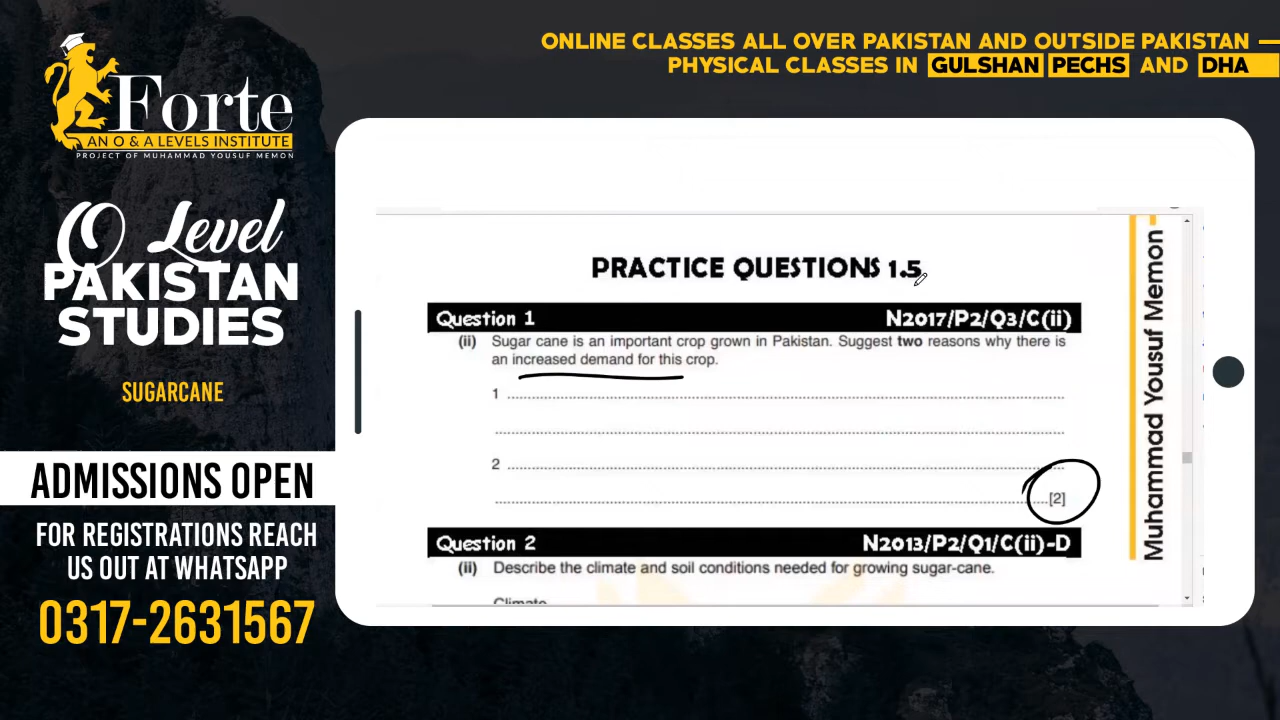 ONLINE CLASSES ALL OVER PAKISTAN AND OUTSIDE PAKISTAN
PHYSICAL CLASSES IN GULSHAN PECHS AND DHA
Forte
AN O & A LEVELS INSTITUTE
PROJECT OF MUHAMMAD YOUSUF MEMON
O Level
PAKISTAN
STUDIES
SUGARCANE
ADMISSIONS OPEN
FOR REGISTRATIONS REACH
US OUT AT WHATSAPP
0317-2631567
PRACTICE QUESTIONS 1.5
Question 1 N2017/P2/Q3/C(ii)
(ii) Sugar cane is an important crop grown in Pakistan. Suggest two reasons why there is
an increased demand for this crop.
1
2
[2]
Question 2 N2013/P2/Q1/C(ii)-D
(ii) Describe the climate and soil conditions needed for growing sugar-cane.
Climate
Muhammad Yousuf Memon